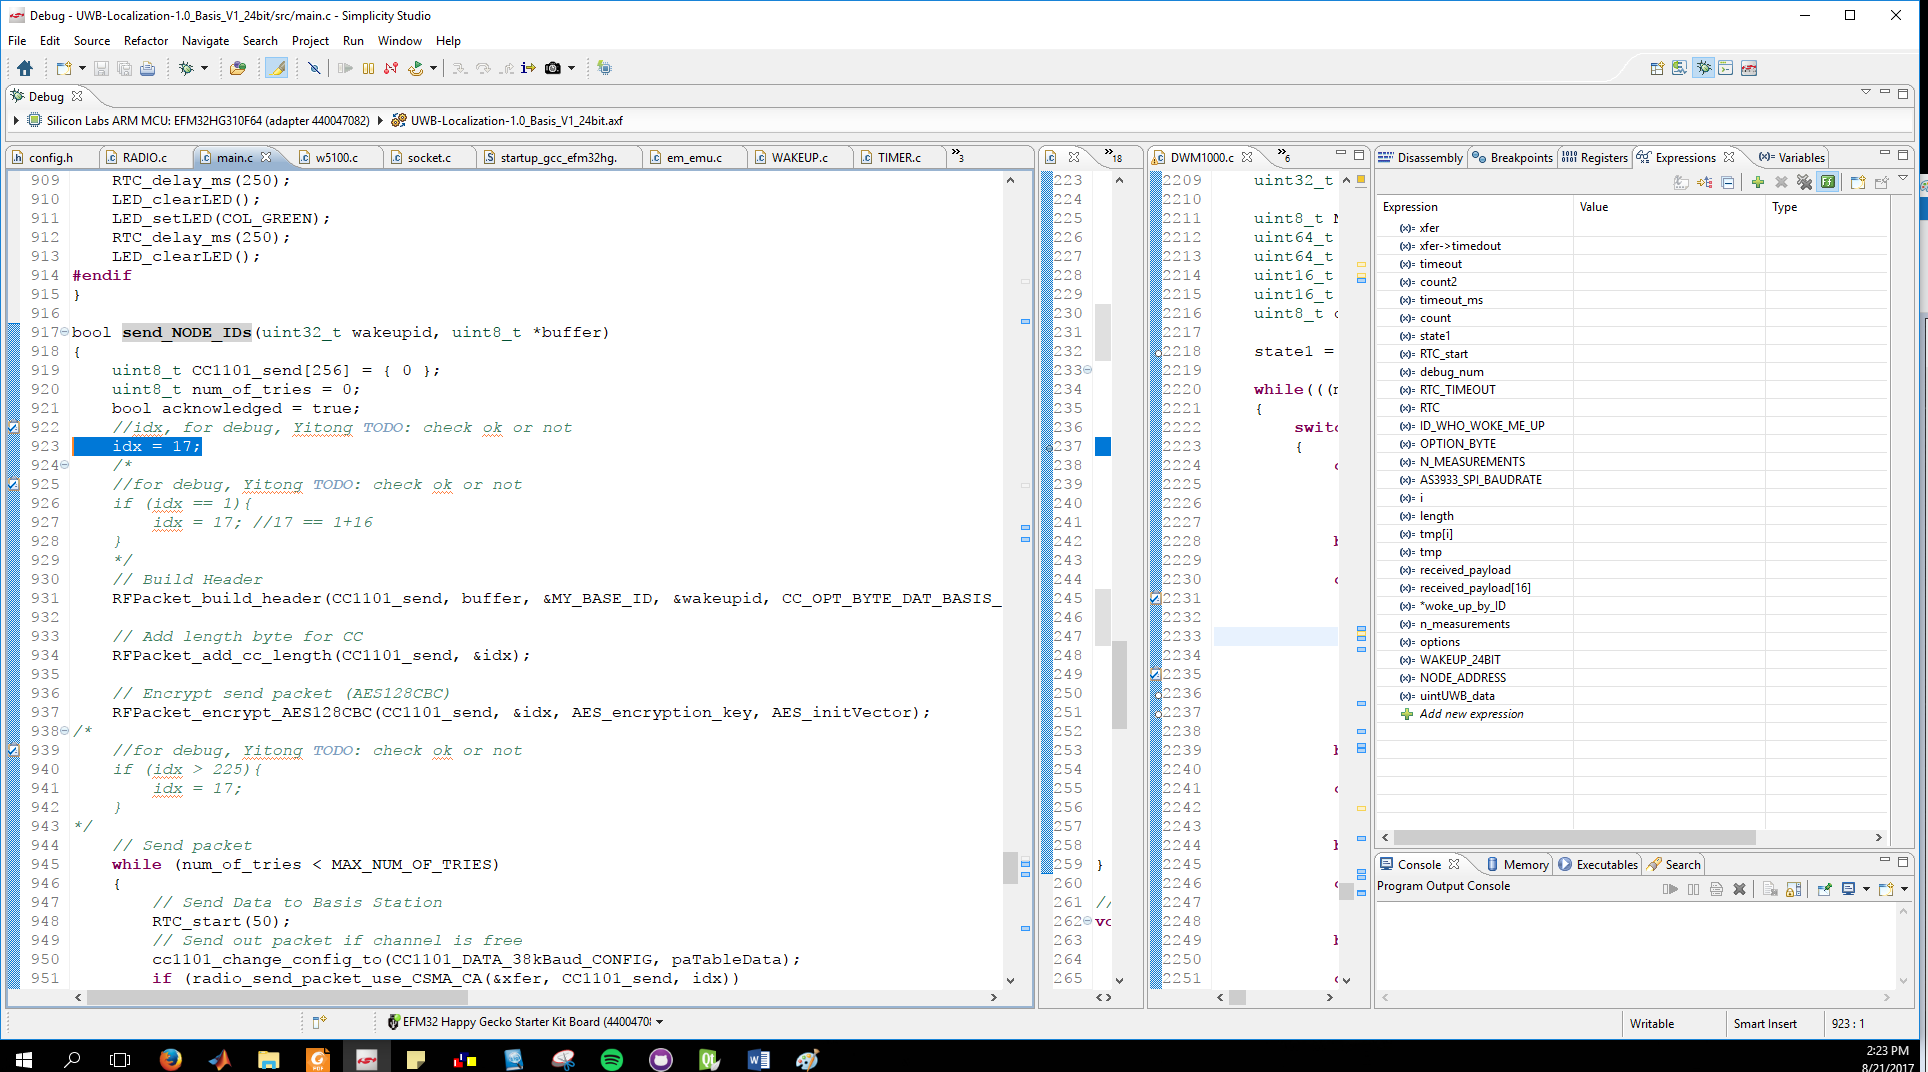 Debug - UWB-Localization-1.0_Basis_V1_24bit/src/main.c - Simplicity Studio
File Edit Source Refactor Navigate Search Project Run Window Help
Debug
Silicon Labs ARM MCU: EFM32HG310F64 (adapter 440047082) UWB-Localization-1.0_Basis_V1_24bit.axf
config.h RADIO.c main.c w5100.c socket.c startup_gcc_efm32hg. em_emu.c WAKEUP.c TIMER.c »3
909 RTC_delay_ms(250);
910 LED_clearLED();
911 LED_setLED(COL_GREEN);
912 RTC_delay_ms(250);
913 LED_clearLED();
914 #endif
915 }
916
917 bool send_NODE_IDs(uint32_t wakeupid, uint8_t *buffer)
918 {
919 uint8_t CC1101_send[256] = { 0 };
920 uint8_t num_of_tries = 0;
921 bool acknowledged = true;
922 //idx, for debug, Yitong TODO: check ok or not
923 idx = 17;
924 /*
925 //for debug, Yitong TODO: check ok or not
926 if (idx == 1){
927 idx = 17; //17 == 1+16
928 }
929 */
930 // Build Header
931 RFPacket_build_header(CC1101_send, buffer, &MY_BASE_ID, &wakeupid, CC_OPT_BYTE_DAT_BASIS_
932
933 // Add length byte for CC
934 RFPacket_add_cc_length(CC1101_send, &idx);
935
936 // Encrypt send packet (AES128CBC)
937 RFPacket_encrypt_AES128CBC(CC1101_send, &idx, AES_encryption_key, AES_initVector);
938 /*
939 //for debug, Yitong TODO: check ok or not
940 if (idx > 225){
941 idx = 17;
942 }
943 */
944 // Send packet
945 while (num_of_tries < MAX_NUM_OF_TRIES)
946 {
947 // Send Data to Basis Station
948 RTC_start(50);
949 // Send out packet if channel is free
950 cc1101_change_config_to(CC1101_DATA_38kBaud_CONFIG, paTableData);
951 if (radio_send_packet_use_CSMA_CA(&xfer, CC1101_send, idx))
»18
223
224
225
226
227
228
229
230
231
232
233
234
235
236
237
238
239
240
241
242
243
244
245
246
247
248
249
250
251
252
253
254
255
256
257
258
259 }
260
261 //
262 vo
263
264
265
DWM1000.c »6
2209 uint32_t
2210
2211 uint8_t
2212 uint64_t
2213 uint64_t
2214 uint16_t
2215 uint16_t
2216 uint8_t
2217
2218 state1 =
2219
2220 while(((
2221 {
2222 switc
2223 {
2224
2225
2226
2227
2228
2229
2230
2231
2232
2233
2234
2235
2236
2237
2238
2239
2240
2241
2242
2243
2244
2245
2246
2247
2248
2249
2250
2251
Disassembly Breakpoints Registers Expressions Variables
Expression Value Type
xfer
xfer->timedout
timeout
count2
timeout_ms
count
state1
RTC_start
debug_num
RTC_TIMEOUT
RTC
ID_WHO_WOKE_ME_UP
OPTION_BYTE
N_MEASUREMENTS
AS3933_SPI_BAUDRATE
i
length
tmp[i]
tmp
received_payload
received_payload[16]
*woke_up_by_ID
n_measurements
options
WAKEUP_24BIT
NODE_ADDRESS
uintUWB_data
Add new expression
Console Memory Executables Search
Program Output Console
EFM32 Happy Gecko Starter Kit Board (4400470
Writable Smart Insert 923 : 1
2:23 PM
8/21/2017